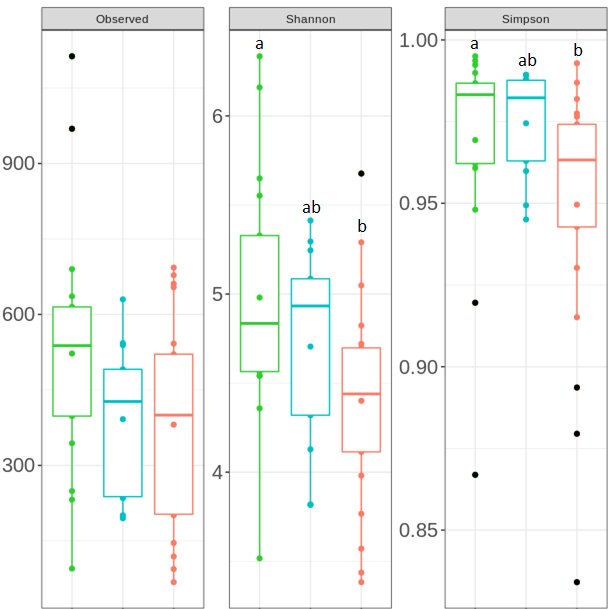 Observed
Shannon
Simpson
900
600
300
a
ab
b
6
5
4
a
ab
b
1.00
0.95
0.90
0.85